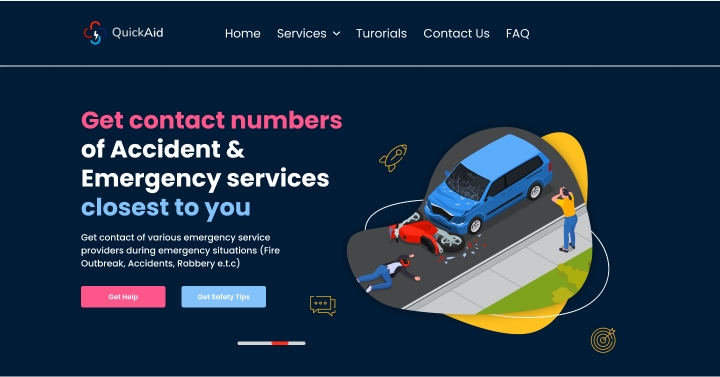 QuickAid
Home Services Turorials Contact Us FAQ
Get contact numbers
of Accident &
Emergency services
closest to you
Get contact of various emergency service
providers during emergency situations (Fire
Outbreak, Accidents, Robbery e.t.c)
Get Help Get Safety Tips